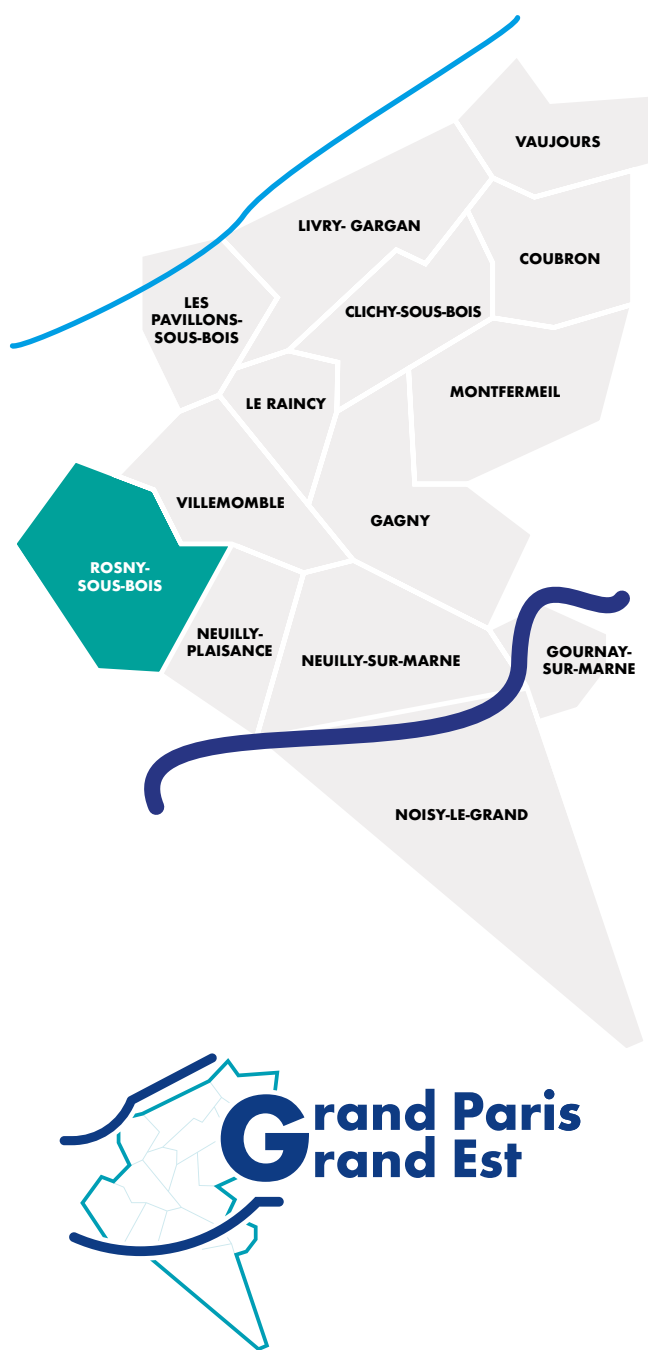 VAUJOURS
LIVRY- GARGAN
COUBRON
LES
PAVILLONS-
SOUS-BOIS
CLICHY-SOUS-BOIS
MONTFERMEIL
LE RAINCY
VILLEMOMBLE
GAGNY
ROSNY-
SOUS-BOIS
NEUILLY-
PLAISANCE
NEUILLY-SUR-MARNE
GOURNAY-
SUR-MARNE
NOISY-LE-GRAND
Grand Paris
Grand Est